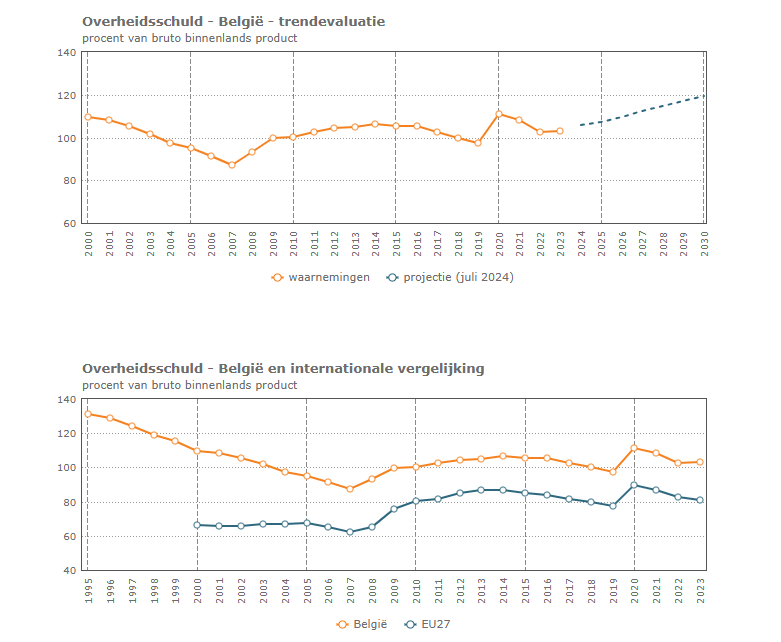 Overheidsschuld - België - trendevaluatie
procent van bruto binnenlands product
140
120
100
80
60
2000 2001 2002 2003 2004 2005 2006 2007 2008 2009 2010 2011 2012 2013 2014 2015 2016 2017 2018 2019 2020 2021 2022 2023 2024 2025 2026 2027 2028 2029 2030
waarnemingen projectie (juli 2024)
Overheidsschuld - België en internationale vergelijking
procent van bruto binnenlands product
140
120
100
80
60
40
1995 1996 1997 1998 1999 2000 2001 2002 2003 2004 2005 2006 2007 2008 2009 2010 2011 2012 2013 2014 2015 2016 2017 2018 2019 2020 2021 2022 2023
België EU27